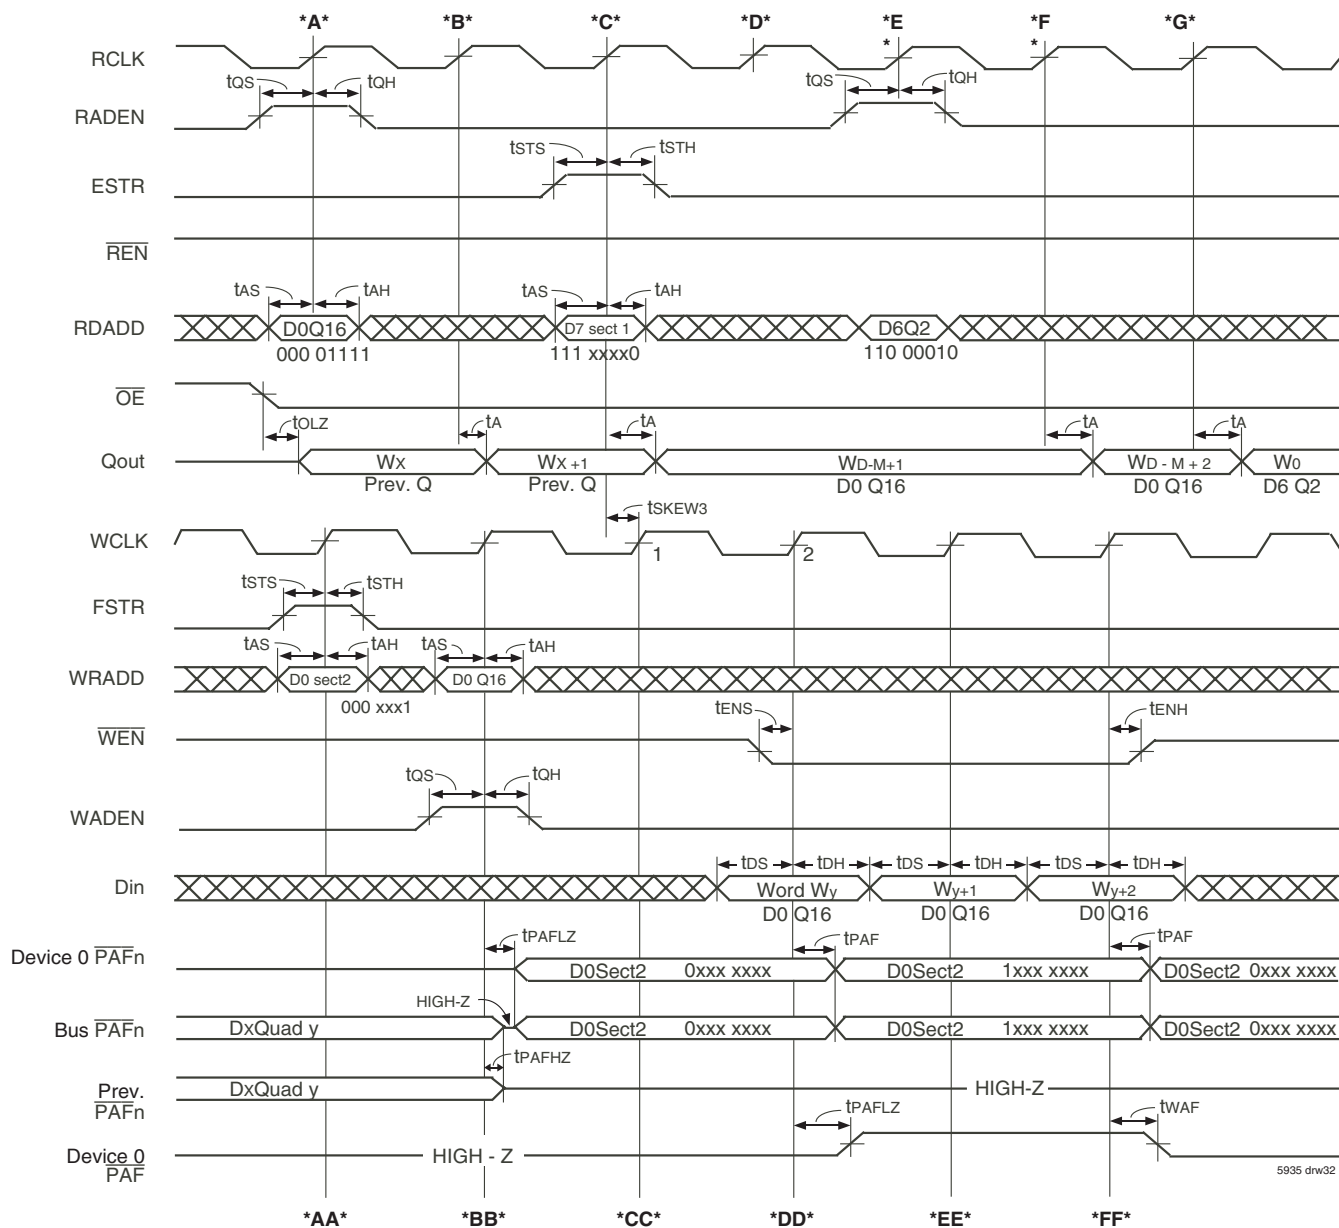 *A* *B* *C* *D* *E *F *G*
* *
RCLK
tQS tQH tQS tQH
RADEN
tSTS tSTH
ESTR
REN
tAS tAH tAS tAH
RDADD D0Q16 D7 sect 1 D6Q2
000 01111 111 xxxx0 110 00010
OE
tOLZ tA tA tA tA
Qout WX WX +1 WD-M+1 WD - M + 2 W0
Prev. Q Prev. Q D0 Q16 D0 Q16 D6 Q2
tSKEW3
WCLK 1 2
tSTS tSTH
FSTR
tAS tAH tAS tAH
WRADD D0 sect2 D0 Q16
000 xxx1
tENS tENH
WEN
tQS tQH
WADEN
tDS tDH tDS tDH tDS tDH
Din Word Wy Wy+1 Wy+2
D0 Q16 D0 Q16 D0 Q16
tPAFLZ tPAF tPAF
Device 0 PAFn D0Sect2 0xxx xxxx D0Sect2 1xxx xxxx D0Sect2 0xxx xxxx
HIGH-Z
Bus PAFn DxQuad y D0Sect2 0xxx xxxx D0Sect2 1xxx xxxx D0Sect2 0xxx xxxx
tPAFHZ
Prev. DxQuad y HIGH-Z
PAFn
tPAFLZ tWAF
Device 0 HIGH - Z
PAF
5935 drw32
*AA* *BB* *CC* *DD* *EE* *FF*